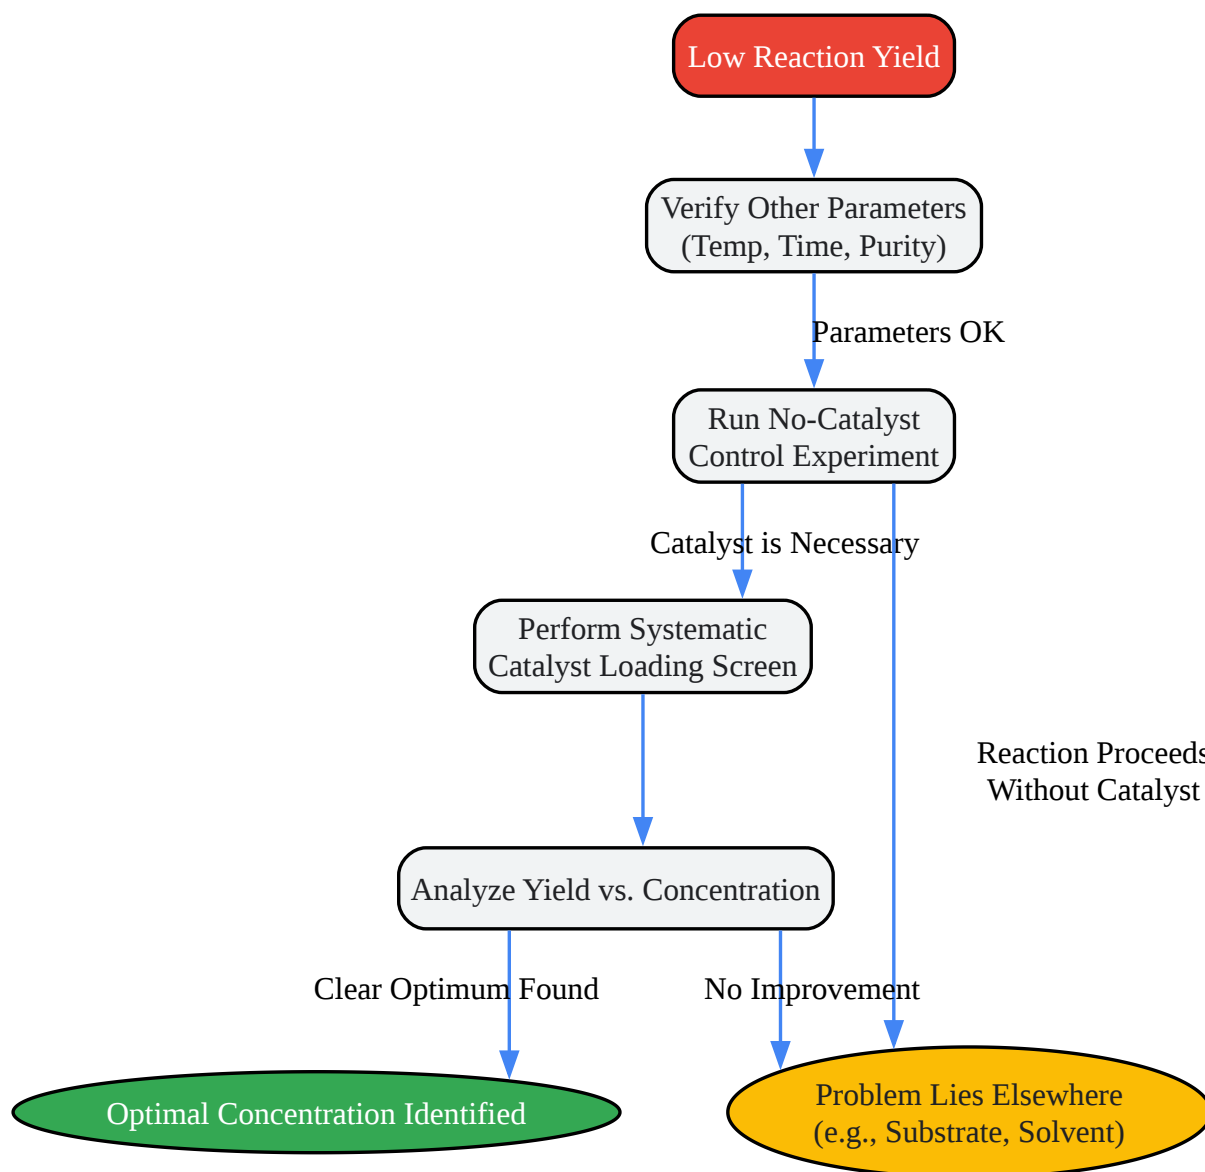 Low Reaction Yield
Verify Other Parameters
(Temp, Time, Purity)
Parameters OK
Run No-Catalyst
Control Experiment
Catalyst is Necessary
Perform Systematic
Catalyst Loading Screen
Reaction Proceeds
Without Catalyst
Analyze Yield vs. Concentration
Clear Optimum Found
No Improvement
Optimal Concentration Identified
Problem Lies Elsewhere
(e.g., Substrate, Solvent)